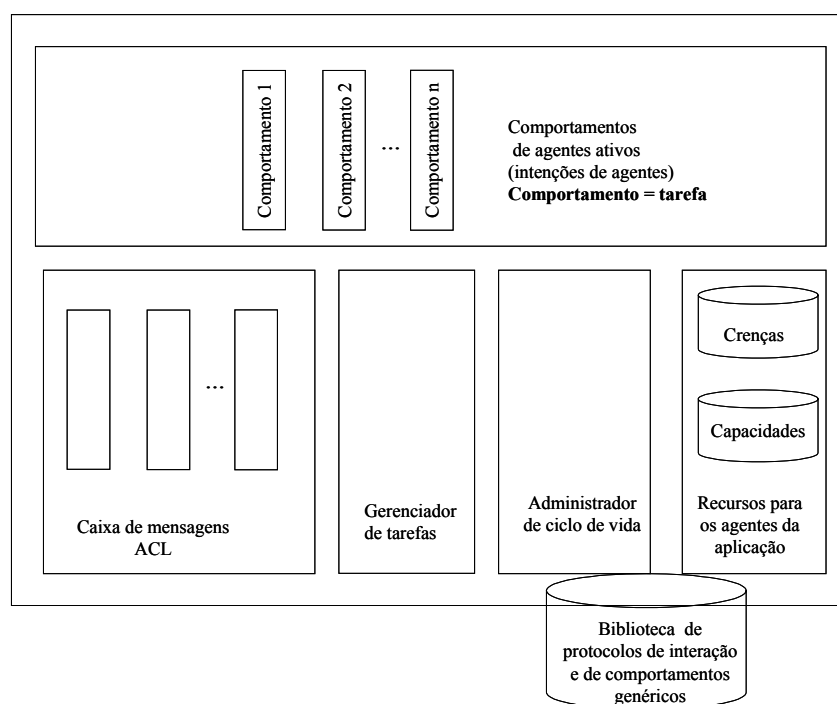 Comportamento 1
Comportamento 2
...
Comportamento n
Comportamentos
de agentes ativos
(intenções de agentes)
Comportamento = tarefa
...
Caixa de mensagens
ACL
Gerenciador
de tarefas
Administrador
de ciclo de vida
Crenças
Capacidades
Recursos para
os agentes da
aplicação
Biblioteca de
protocolos de interação
e de comportamentos
genéricos